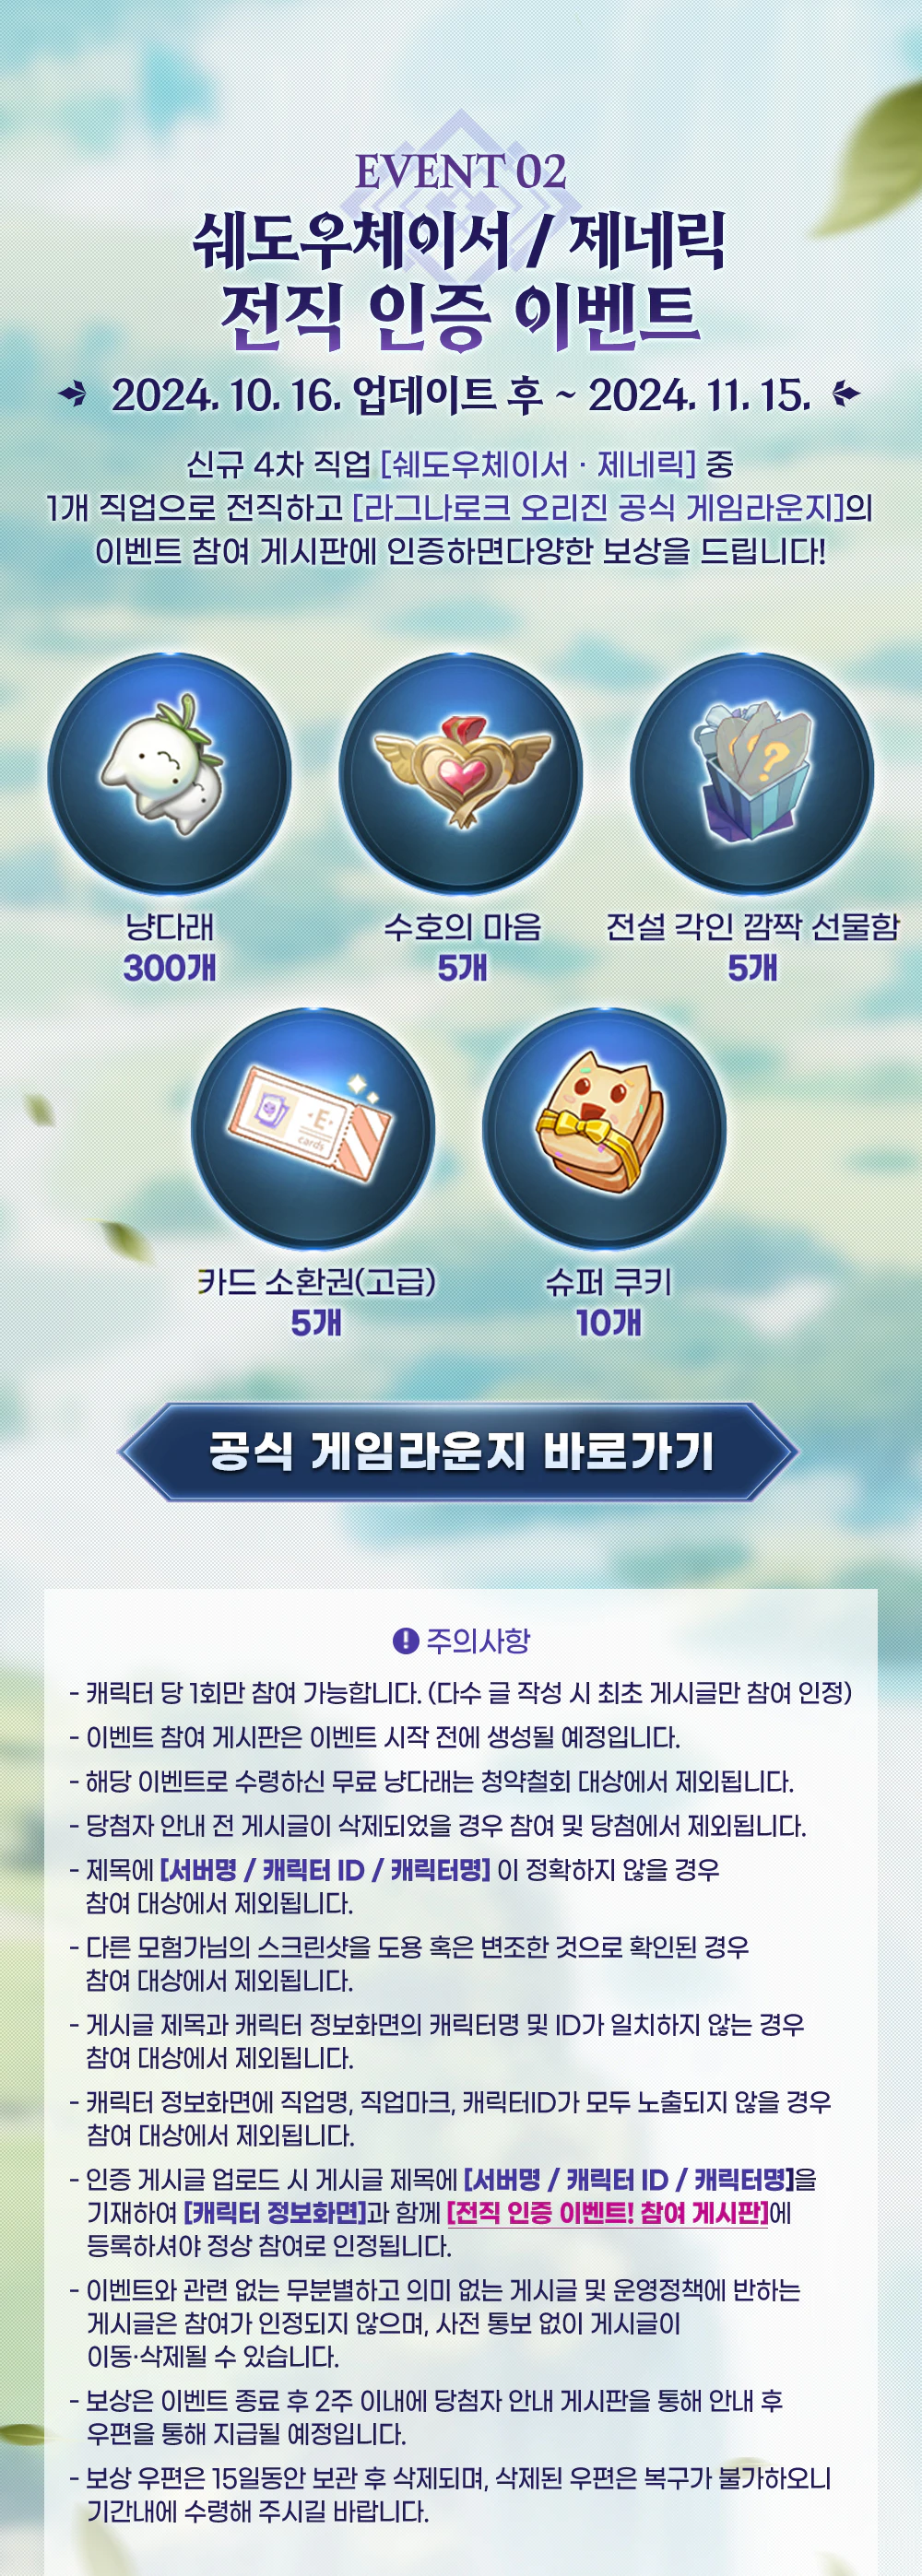 EVENT 02
쉐도우체이서 / 제네릭
전직 인증 이벤트
2024. 10. 16. 업데이트 후 ~ 2024. 11. 15.
신규 4차 직업 [쉐도우체이서 · 제네릭] 중
1개 직업으로 전직하고 [라그나로크 오리진 공식 게임라운지]의
이벤트 참여 게시판에 인증하면다양한 보상을 드립니다!
냥다래
300개
수호의 마음
5개
전설 각인 깜짝 선물함
5개
E
cards
카드 소환권(고급)
5개
슈퍼 쿠키
10개
공식 게임라운지 바로가기
주의사항
- 캐릭터 당 1회만 참여 가능합니다. (다수 글 작성 시 최초 게시글만 참여 인정)
- 이벤트 참여 게시판은 이벤트 시작 전에 생성될 예정입니다.
- 해당 이벤트로 수령하신 무료 냥다래는 청약철회 대상에서 제외됩니다.
- 당첨자 안내 전 게시글이 삭제되었을 경우 참여 및 당첨에서 제외됩니다.
- 제목에 [서버명 / 캐릭터 ID / 캐릭터명] 이 정확하지 않을 경우
참여 대상에서 제외됩니다.
- 다른 모험가님의 스크린샷을 도용 혹은 변조한 것으로 확인된 경우
참여 대상에서 제외됩니다.
- 게시글 제목과 캐릭터 정보화면의 캐릭터명 및 ID가 일치하지 않는 경우
참여 대상에서 제외됩니다.
- 캐릭터 정보화면에 직업명, 직업마크, 캐릭터ID가 모두 노출되지 않을 경우
참여 대상에서 제외됩니다.
- 인증 게시글 업로드 시 게시글 제목에 [서버명 / 캐릭터 ID / 캐릭터명]을
기재하여 [캐릭터 정보화면]과 함께 [전직 인증 이벤트! 참여 게시판]에
등록하셔야 정상 참여로 인정됩니다.
- 이벤트와 관련 없는 무분별하고 의미 없는 게시글 및 운영정책에 반하는
게시글은 참여가 인정되지 않으며, 사전 통보 없이 게시글이
이동·삭제될 수 있습니다.
- 보상은 이벤트 종료 후 2주 이내에 당첨자 안내 게시판을 통해 안내 후
우편을 통해 지급될 예정입니다.
- 보상 우편은 15일동안 보관 후 삭제되며, 삭제된 우편은 복구가 불가하오니
기간내에 수령해 주시길 바랍니다.